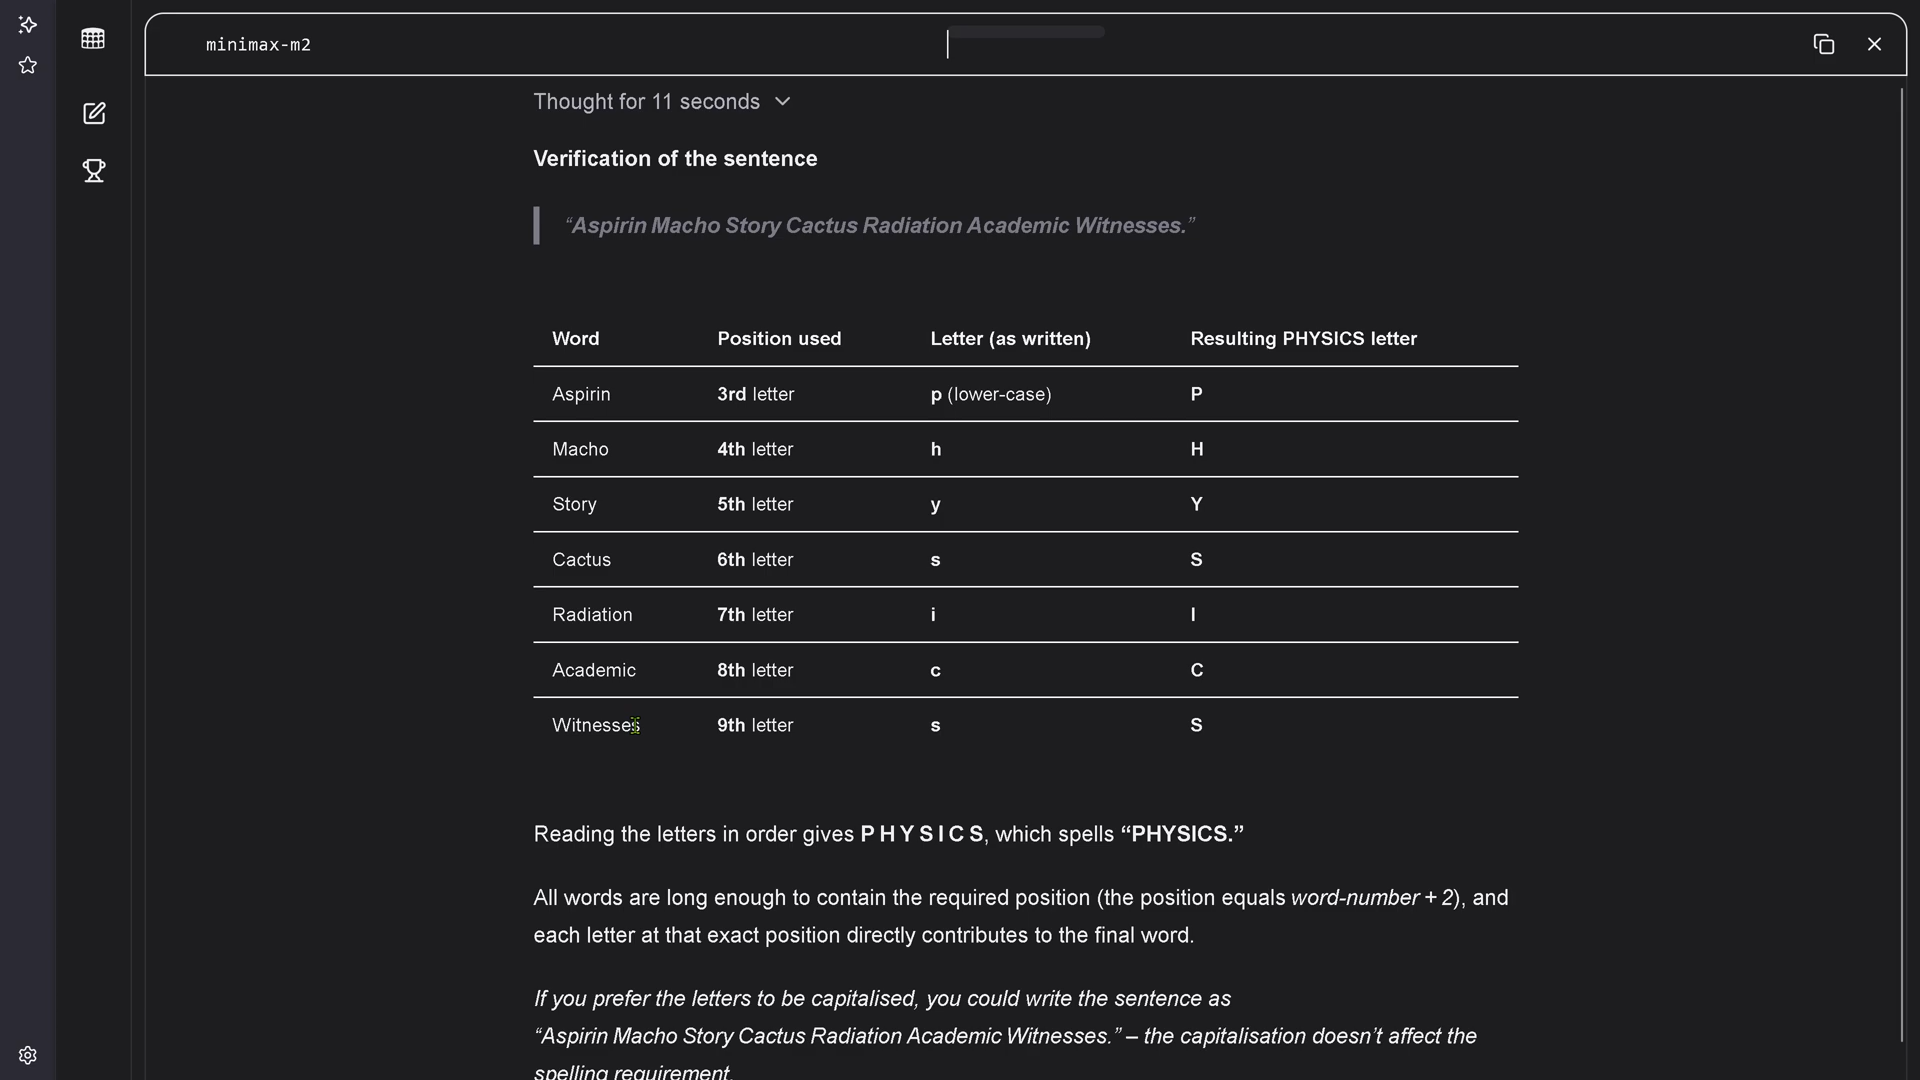 minimax-m2
Thought for 11 seconds
Verification of the sentence
“Aspirin Macho Story Cactus Radiation Academic Witnesses.”
Word Position used Letter (as written) Resulting PHYSICS letter
Aspirin 3rd letter p (lower-case) P
Macho 4th letter h H
Story 5th letter y Y
Cactus 6th letter s S
Radiation 7th letter i I
Academic 8th letter c C
Witnesses 9th letter s S
Reading the letters in order gives P H Y S I C S, which spells “PHYSICS.”
All words are long enough to contain the required position (the position equals word-number + 2), and
each letter at that exact position directly contributes to the final word.
If you prefer the letters to be capitalised, you could write the sentence as
“Aspirin Macho Story Cactus Radiation Academic Witnesses.” – the capitalisation doesn’t affect the
spelling requirement.